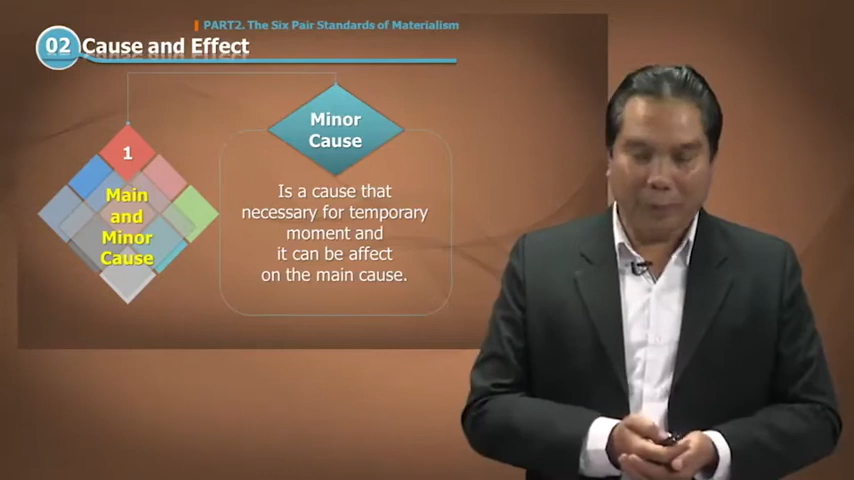 PART2. The Six Pair Standards of Materialism
02 Cause and Effect
1
Main
and
Minor
Cause
Minor
Cause
Is a cause that
necessary for temporary
moment and
it can be affect
on the main cause.